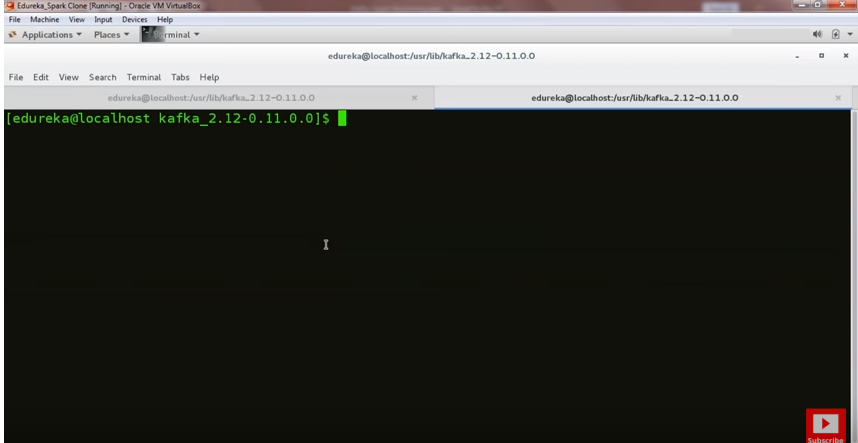 Edureka_Spark Clone [Running] - Oracle VM VirtualBox
File Machine View Input Devices Help
Applications Places Terminal
edureka@localhost:/usr/lib/kafka_2.12-0.11.0.0
File Edit View Search Terminal Tabs Help
edureka@localhost:/usr/lib/kafka_2.12-0.11.0.0 × edureka@localhost:/usr/lib/kafka_2.12-0.11.0.0 ×
[edureka@localhost kafka_2.12-0.11.0.0]$
Subscribe